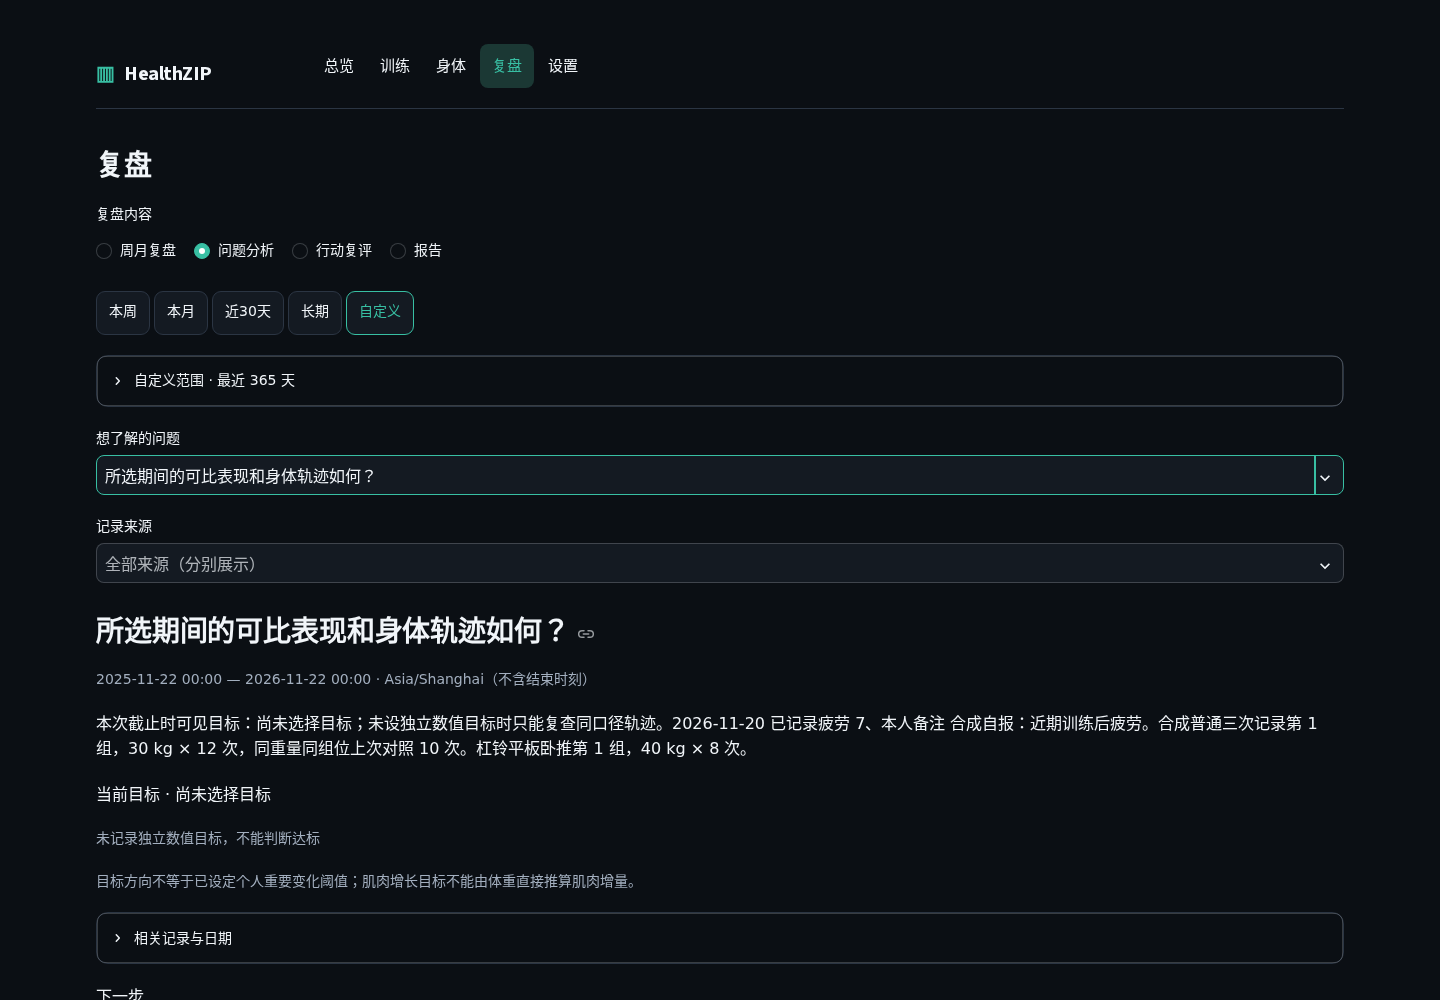 HealthZIP
总览 训练 身体 复盘 设置
复盘
复盘内容
周月复盘 问题分析 行动复评 报告
本周 本月 近30天 长期 自定义
自定义范围 · 最近 365 天
想了解的问题
所选期间的可比表现和身体轨迹如何？
记录来源
全部来源（分别展示）
所选期间的可比表现和身体轨迹如何？
2025-11-22 00:00 — 2026-11-22 00:00 · Asia/Shanghai（不含结束时刻）
本次截止时可见目标：尚未选择目标；未设独立数值目标时只能复查同口径轨迹。2026-11-20 已记录疲劳 7、本人备注 合成自报：近期训练后疲劳。合成普通三次记录第 1
组，30 kg × 12 次，同重量同组位上次对照 10 次。杠铃平板卧推第 1 组，40 kg × 8 次。
当前目标 · 尚未选择目标
未记录独立数值目标，不能判断达标
目标方向不等于已设定个人重要变化阈值；肌肉增长目标不能由体重直接推算肌肉增量。
相关记录与日期
下一步